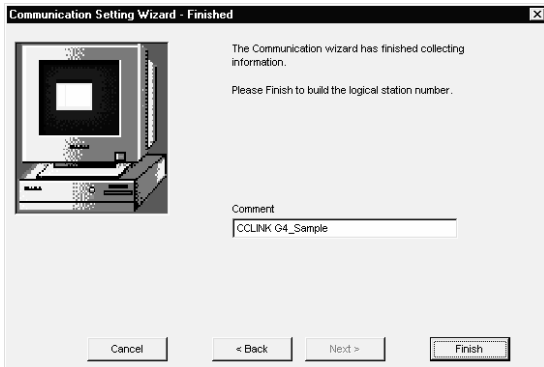 Communication Setting Wizard - Finished
The Communication wizard has finished collecting
information.
Please Finish to build the logical station number.
Comment
CCLINK G4_Sample
Cancel
< Back
Next >
Finish